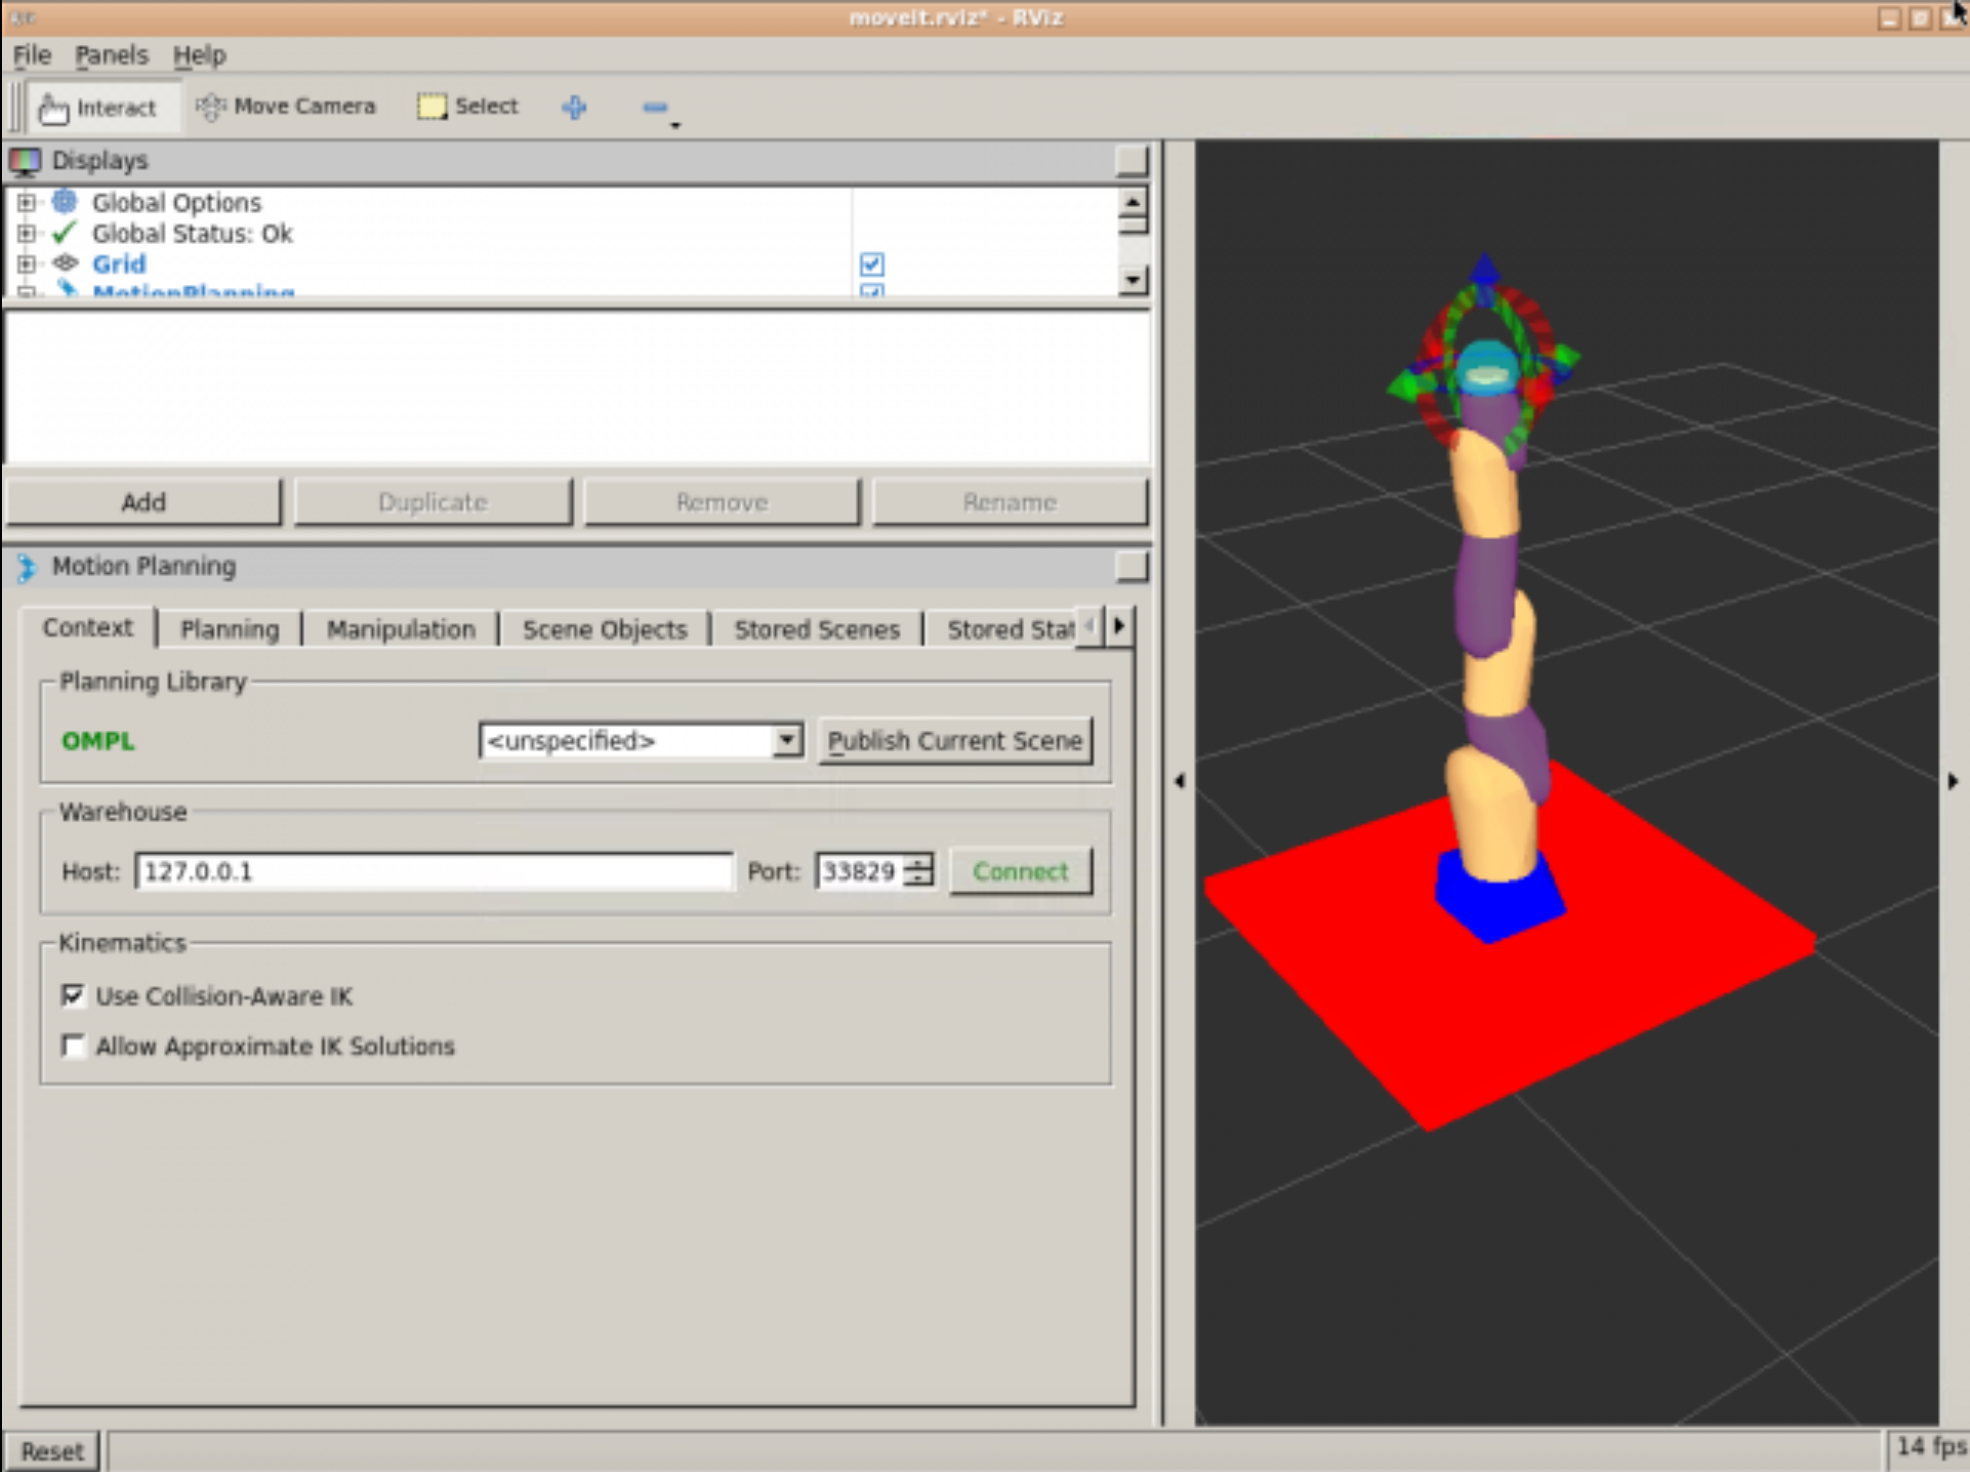 moveit.rviz* - RViz
File Panels Help
Interact Move Camera Select
Displays
Global Options
Global Status: Ok
Grid
MotionPlanning
Add Duplicate Remove Rename
Motion Planning
Context Planning Manipulation Scene Objects Stored Scenes Stored Stat
Planning Library
OMPL <unspecified> Publish Current Scene
Warehouse
Host: 127.0.0.1 Port: 33829 Connect
Kinematics
Use Collision-Aware IK
Allow Approximate IK Solutions
Reset 14 fps